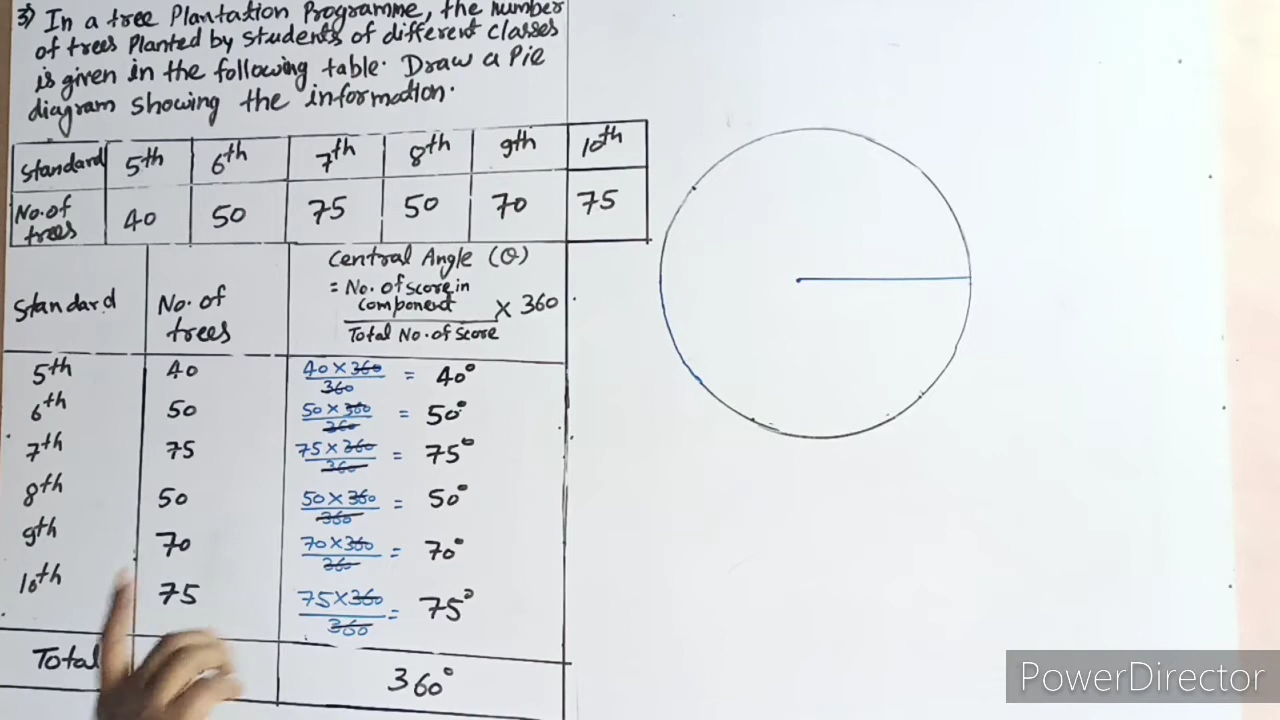 3) In a tree Plantation Programme, the number
of trees Planted by Students of different classes
is given in the following table. Draw a Pie
diagram showing the information.
Standard 5th 6th 7th 8th 9th 10th
No. of trees 40 50 75 50 70 75
Standard
No. of
trees
Central Angle (θ)
= No. of score in
component
Total No. of Score
X 360
5th 40 40 × 360 / 360 = 40°
6th 50 50 × 360 / 360 = 50°
7th 75 75 × 360 / 360 = 75°
8th 50 50 × 360 / 360 = 50°
9th 70 70 × 360 / 360 = 70°
10th 75 75 × 360 / 360 = 75°
Total 360°
PowerDirector